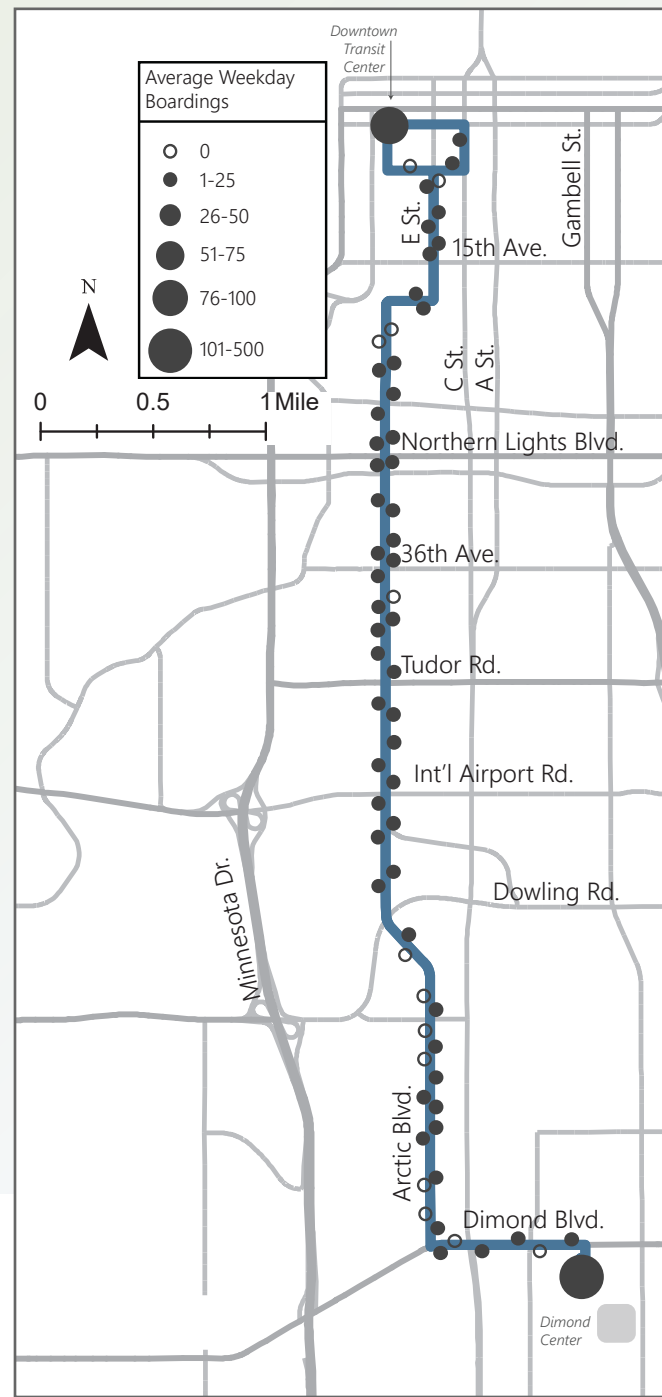 Downtown
Transit
Center
Average Weekday
Boardings
0
1-25
26-50
51-75
76-100
101-500
N
0 0.5 1 Mile
E St.
Gambell St.
15th Ave.
C St.
A St.
Northern Lights Blvd.
36th Ave.
Tudor Rd.
Int'l Airport Rd.
Minnesota Dr.
Dowling Rd.
Arctic Blvd.
Dimond Blvd.
Dimond
Center